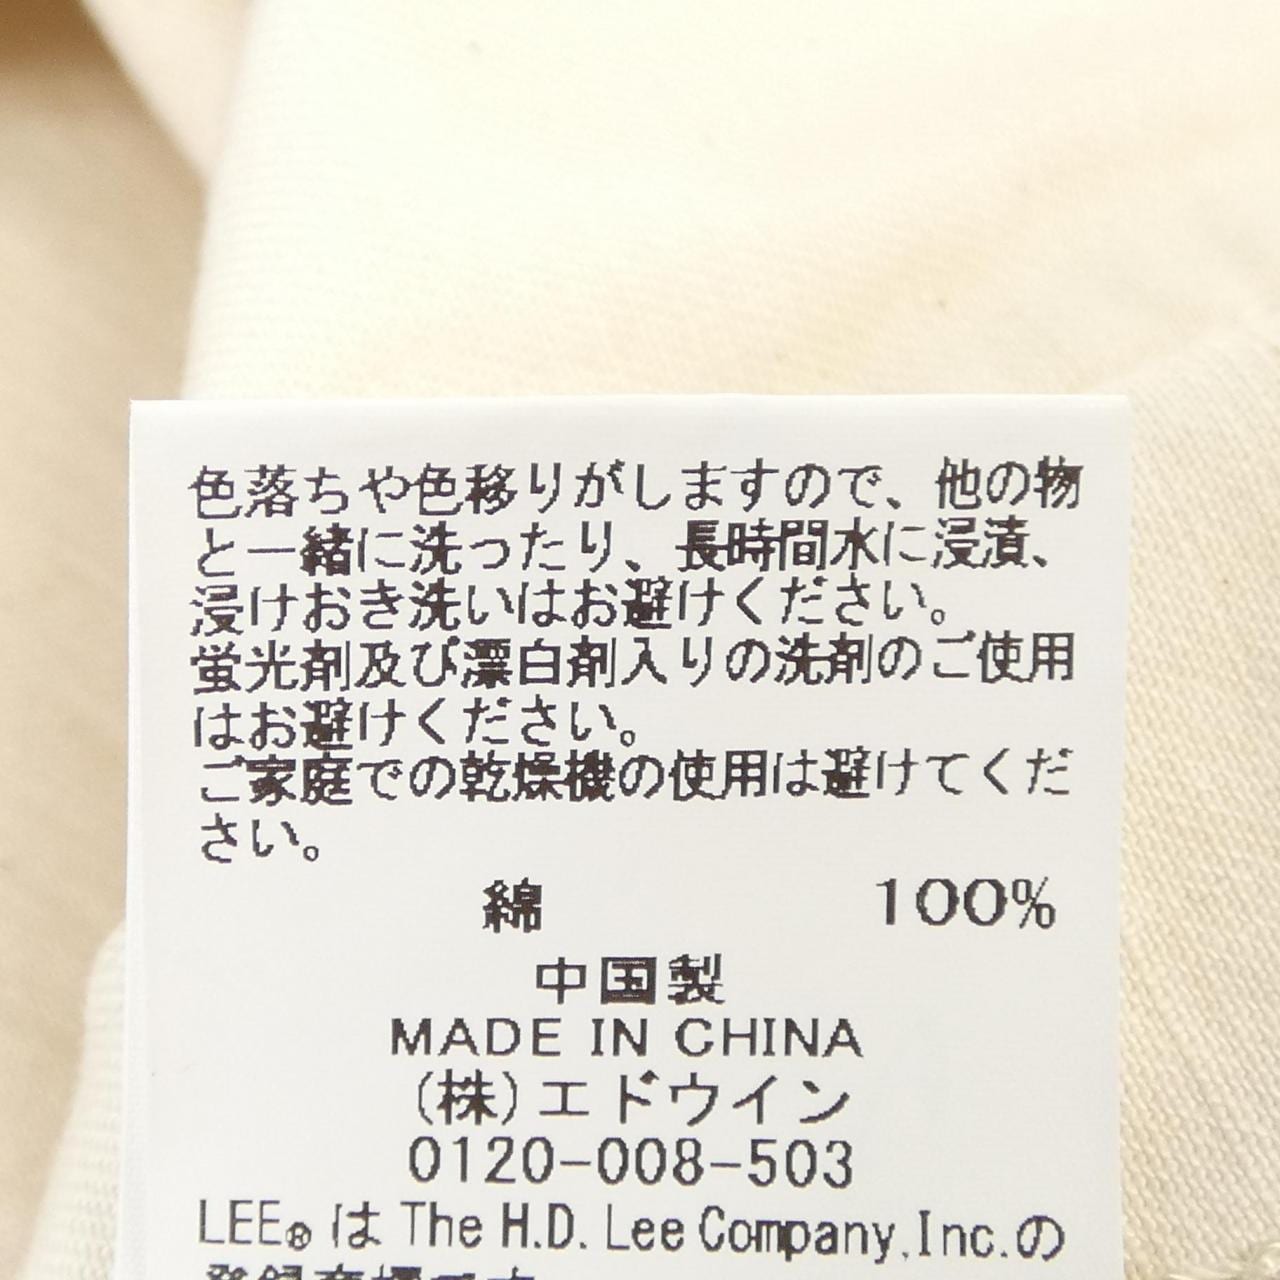 色落ちや色移りがしますので、他の物
と一緒に洗ったり、長時間水に浸漬、
浸けおき洗いはお避けください。
蛍光剤及び漂白剤入りの洗剤のご使用
はお避けください。
ご家庭での乾燥機の使用は避けてくだ
さい。
綿 100%
中国製
MADE IN CHINA
(株)エドウイン
0120-008-503
LEE®はThe H.D. Lee Company,Inc.の